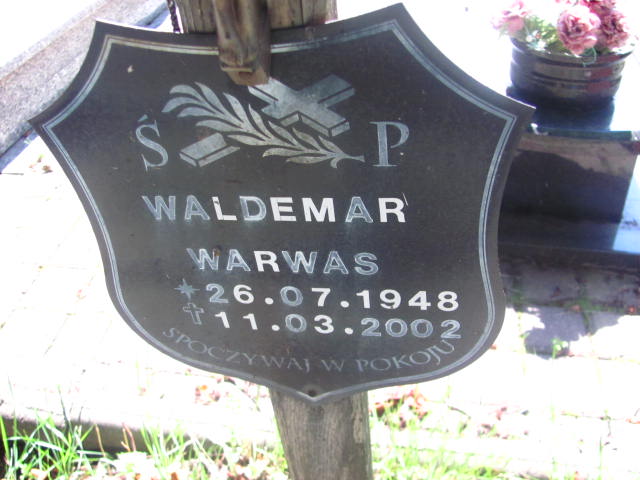 Ś P
WALDEMAR
WARWAS
* 26.07.1948
† 11.03.2002
SPOCZYWAJ W POKOJU